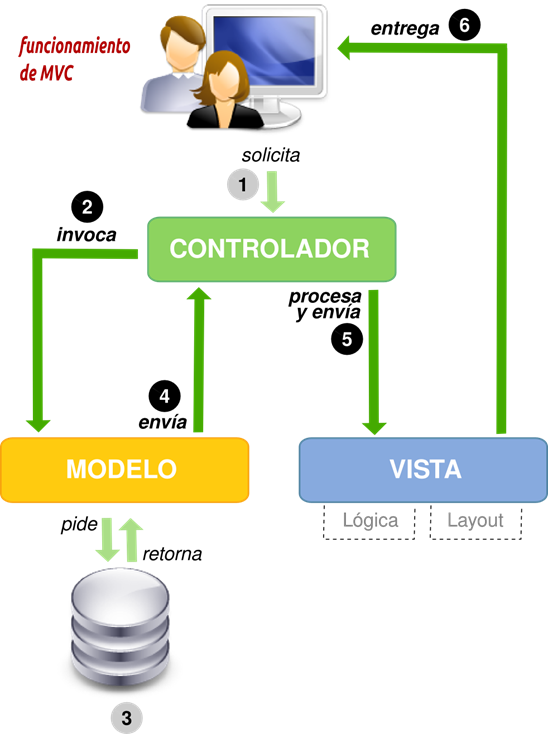 funcionamiento
de MVC
entrega 6
solicita
1
2
invoca
CONTROLADOR
procesa
y envía
5
4
envía
MODELO
VISTA
Lógica
Layout
pide
retorna
3